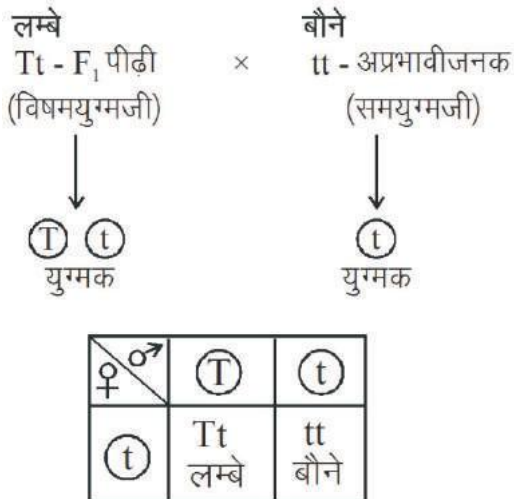 लम्बे बौने
Tt - F₁ पीढ़ी × tt - अप्रभावीजनक
(विषमयुग्मजी) (समयुग्मजी)
T t t
युग्मक युग्मक
♀ ♂ T t
t Tt tt
लम्बे बौने